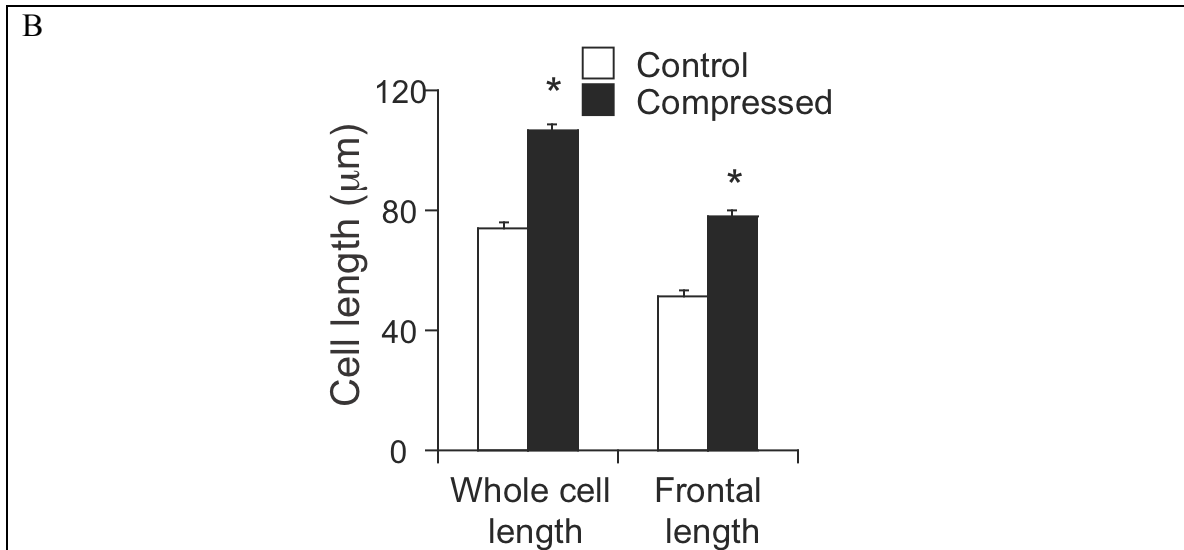 B
Control
Compressed
*
*
120
80
40
0
Cell length (μm)
Whole cell
length
Frontal
length